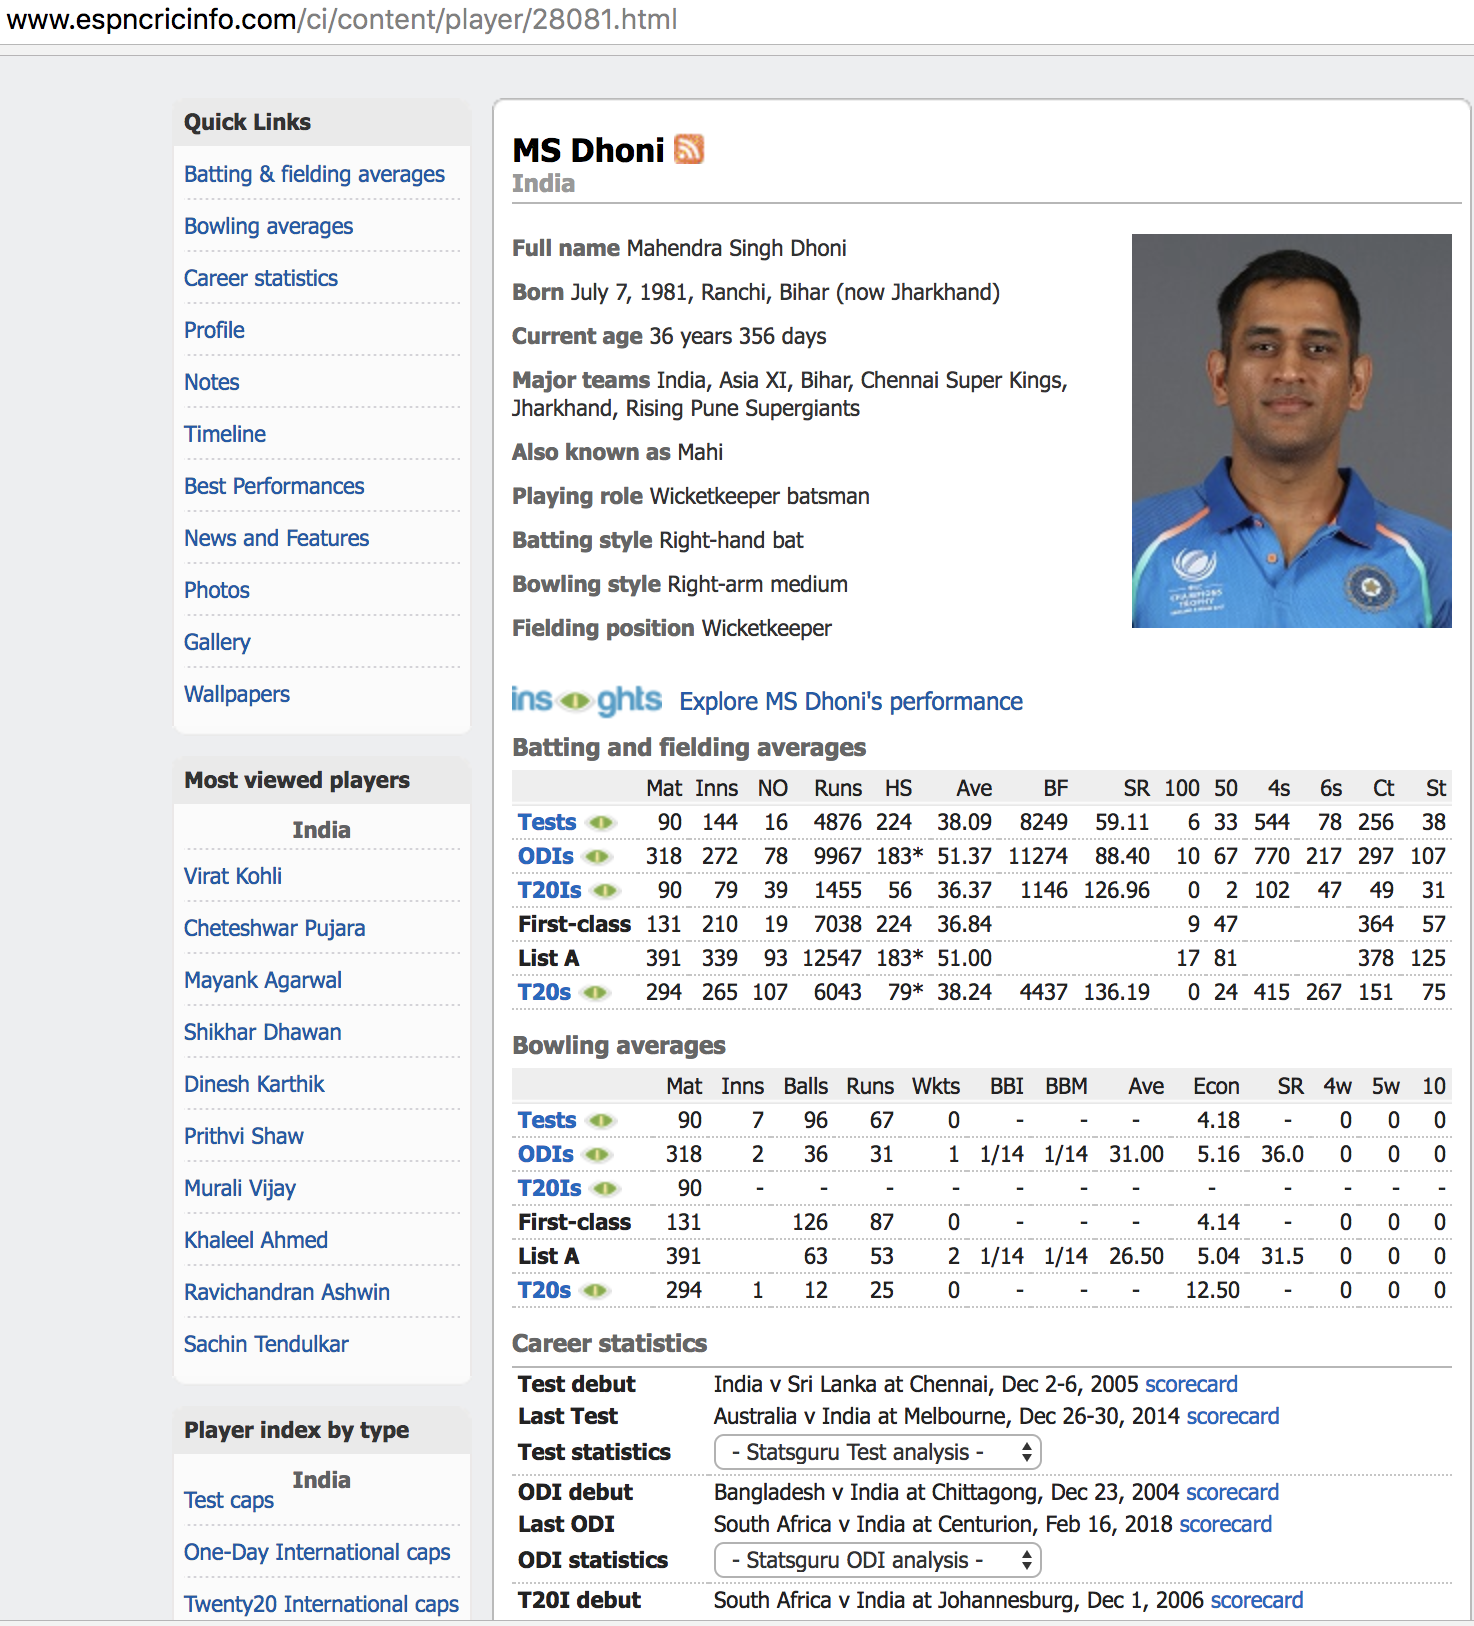 www.espncricinfo.com/ci/content/player/28081.html
Quick Links
Batting & fielding averages
Bowling averages
Career statistics
Profile
Notes
Timeline
Best Performances
News and Features
Photos
Gallery
Wallpapers
Most viewed players
India
Virat Kohli
Cheteshwar Pujara
Mayank Agarwal
Shikhar Dhawan
Dinesh Karthik
Prithvi Shaw
Murali Vijay
Khaleel Ahmed
Ravichandran Ashwin
Sachin Tendulkar
Player index by type
India
Test caps
One-Day International caps
Twenty20 International caps
MS Dhoni
India
Full name Mahendra Singh Dhoni
Born July 7, 1981, Ranchi, Bihar (now Jharkhand)
Current age 36 years 356 days
Major teams India, Asia XI, Bihar, Chennai Super Kings,
Jharkhand, Rising Pune Supergiants
Also known as Mahi
Playing role Wicketkeeper batsman
Batting style Right-hand bat
Bowling style Right-arm medium
Fielding position Wicketkeeper
CHAMPIONS
TROPHY
insights Explore MS Dhoni's performance
Batting and fielding averages
Mat Inns NO Runs HS Ave BF SR 100 50 4s 6s Ct St
Tests 90 144 16 4876 224 38.09 8249 59.11 6 33 544 78 256 38
ODIs 318 272 78 9967 183* 51.37 11274 88.40 10 67 770 217 297 107
T20Is 90 79 39 1455 56 36.37 1146 126.96 0 2 102 47 49 31
First-class 131 210 19 7038 224 36.84 9 47 364 57
List A 391 339 93 12547 183* 51.00 17 81 378 125
T20s 294 265 107 6043 79* 38.24 4437 136.19 0 24 415 267 151 75
Bowling averages
Mat Inns Balls Runs Wkts BBI BBM Ave Econ SR 4w 5w 10
Tests 90 7 96 67 0 - - - 4.18 - 0 0 0
ODIs 318 2 36 31 1 1/14 1/14 31.00 5.16 36.0 0 0 0
T20Is 90 - - - - - - - - - - - -
First-class 131 126 87 0 - - - 4.14 - 0 0 0
List A 391 63 53 2 1/14 1/14 26.50 5.04 31.5 0 0 0
T20s 294 1 12 25 0 - - - 12.50 - 0 0 0
Career statistics
Test debut India v Sri Lanka at Chennai, Dec 2-6, 2005 scorecard
Last Test Australia v India at Melbourne, Dec 26-30, 2014 scorecard
Test statistics - Statsguru Test analysis -
ODI debut Bangladesh v India at Chittagong, Dec 23, 2004 scorecard
Last ODI South Africa v India at Centurion, Feb 16, 2018 scorecard
ODI statistics - Statsguru ODI analysis -
T20I debut South Africa v India at Johannesburg, Dec 1, 2006 scorecard